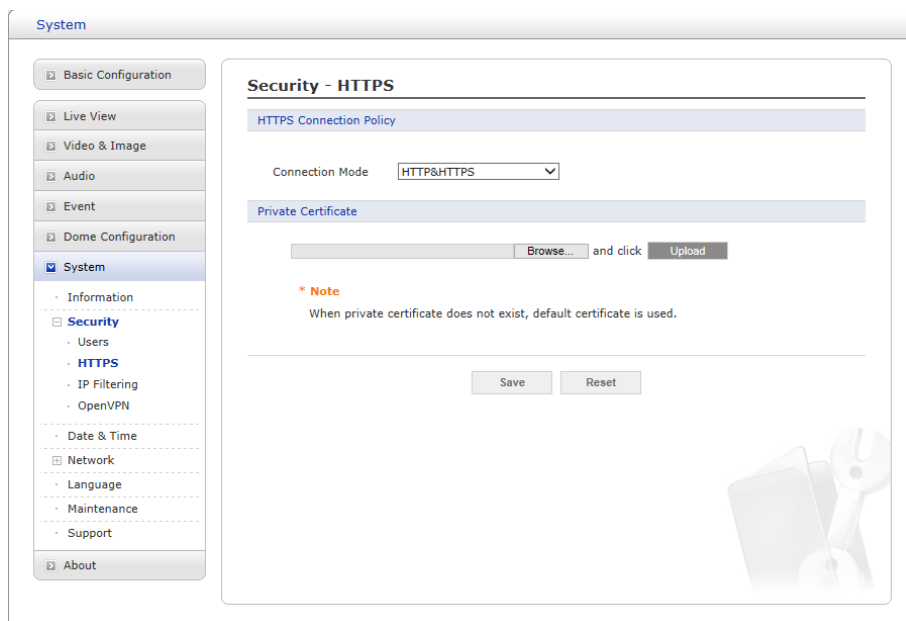 System
Basic Configuration
Live View
Video & Image
Audio
Event
Dome Configuration
System
Information
Security
Users
HTTPS
IP Filtering
OpenVPN
Date & Time
Network
Language
Maintenance
Support
About
Security - HTTPS
HTTPS Connection Policy
Connection Mode HTTP&HTTPS
Private Certificate
Browse... and click Upload
* Note
When private certificate does not exist, default certificate is used.
Save Reset